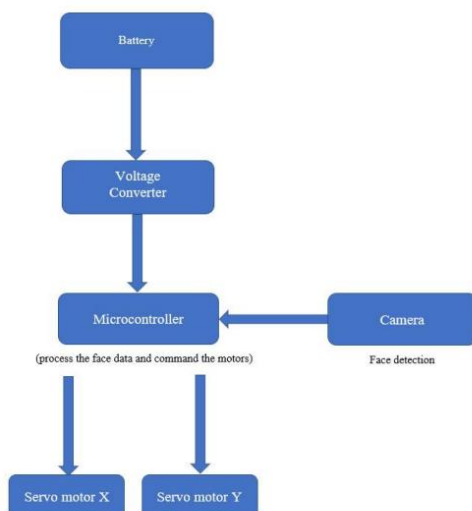 Battery
Voltage
Converter
Microcontroller
Camera
(process the face data and command the motors)
Face detection
Servo motor X
Servo motor Y